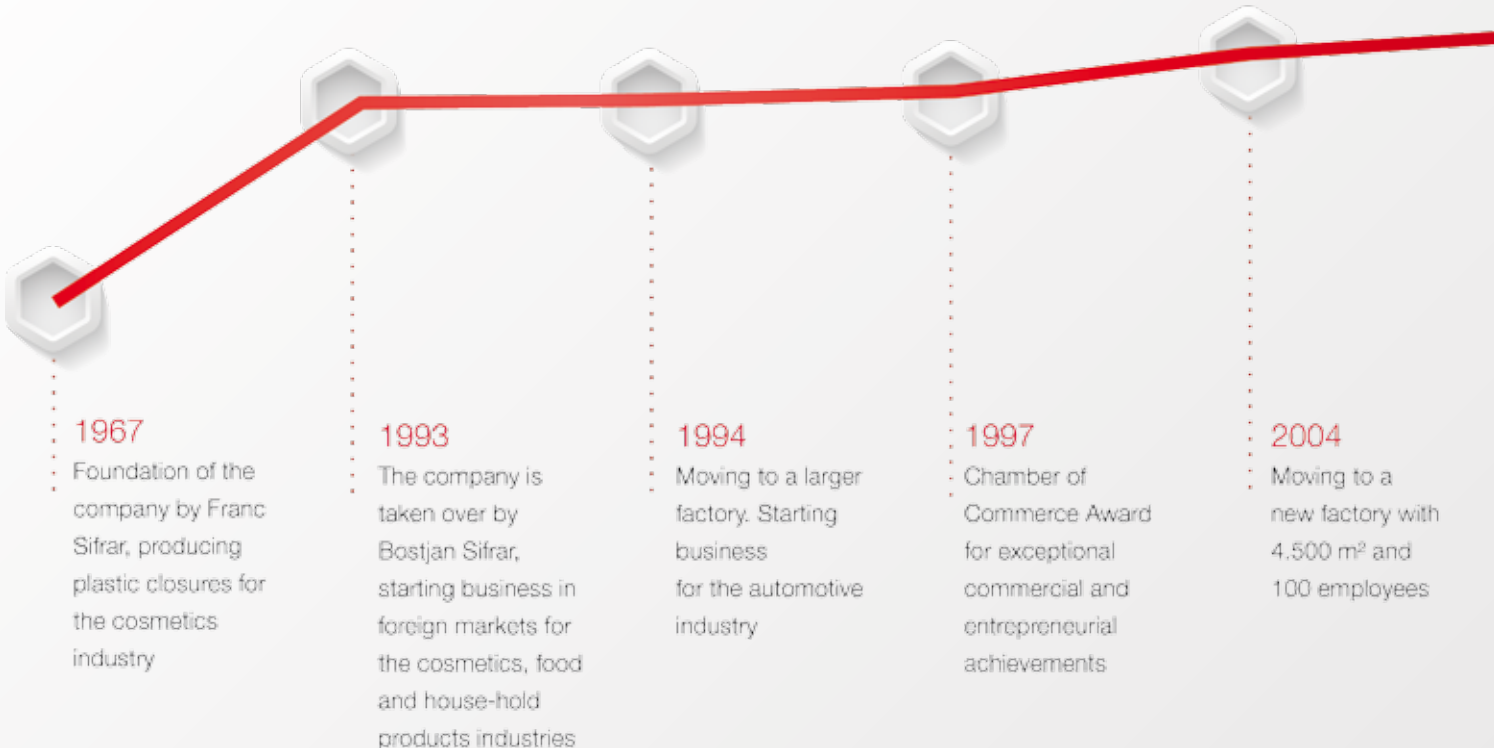 1967
Foundation of the
company by Franc
Sifrar, producing
plastic closures for
the cosmetics
industry
1993
The company is
taken over by
Bostjan Sifrar,
starting business in
foreign markets for
the cosmetics, food
and house-hold
products industries
1994
Moving to a larger
factory. Starting
business
for the automotive
industry
1997
Chamber of
Commerce Award
for exceptional
commercial and
entrepreneurial
achievements
2004
Moving to a
new factory with
4.500 m² and
100 employees